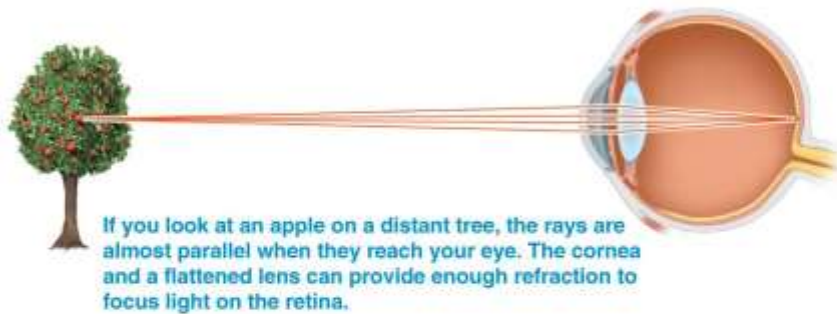 If you look at an apple on a distant tree, the rays are
almost parallel when they reach your eye. The cornea
and a flattened lens can provide enough refraction to
focus light on the retina.